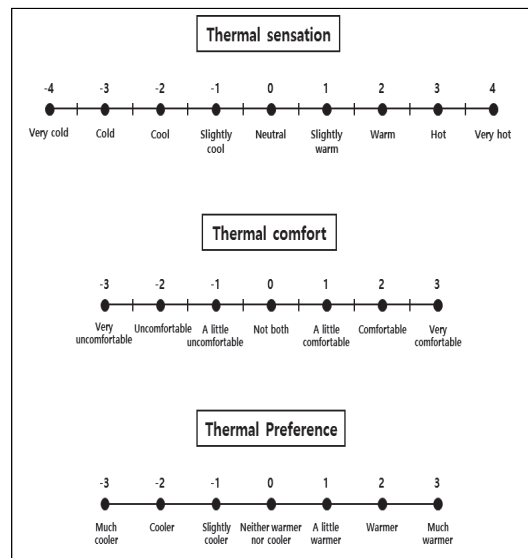 Thermal sensation
-4 -3 -2 -1 0 1 2 3 4
Very cold Cold Cool Slightly cool Neutral Slightly warm Warm Hot Very hot
Thermal comfort
-3 -2 -1 0 1 2 3
Very uncomfortable Uncomfortable A little uncomfortable Not both A little comfortable Comfortable Very comfortable
Thermal Preference
-3 -2 -1 0 1 2 3
Much cooler Cooler Slightly cooler Neither warmer nor cooler A little warmer Warmer Much warmer